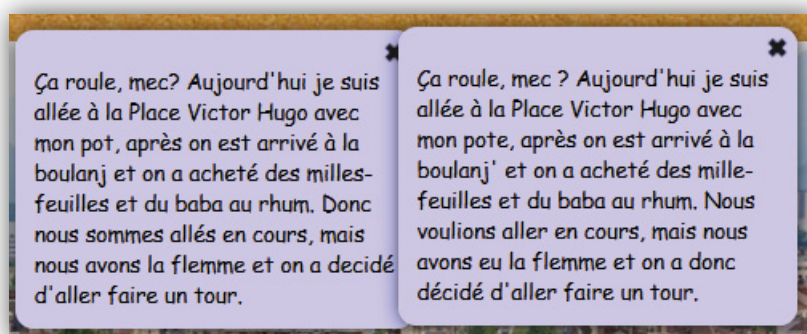 Ça roule, mec? Aujourd'hui je suis
allée à la Place Victor Hugo avec
mon pot, après on est arrivé à la
boulanj et on a acheté des milles-
feuilles et du baba au rhum. Donc
nous sommes allés en cours, mais
nous avons la flemme et on a decidé
d'aller faire un tour.
Ça roule, mec ? Aujourd'hui je suis
allée à la Place Victor Hugo avec
mon pote, après on est arrivé à la
boulanj' et on a acheté des mille-
feuilles et du baba au rhum. Nous
voulions aller en cours, mais nous
avons eu la flemme et on a donc
décidé d'aller faire un tour.